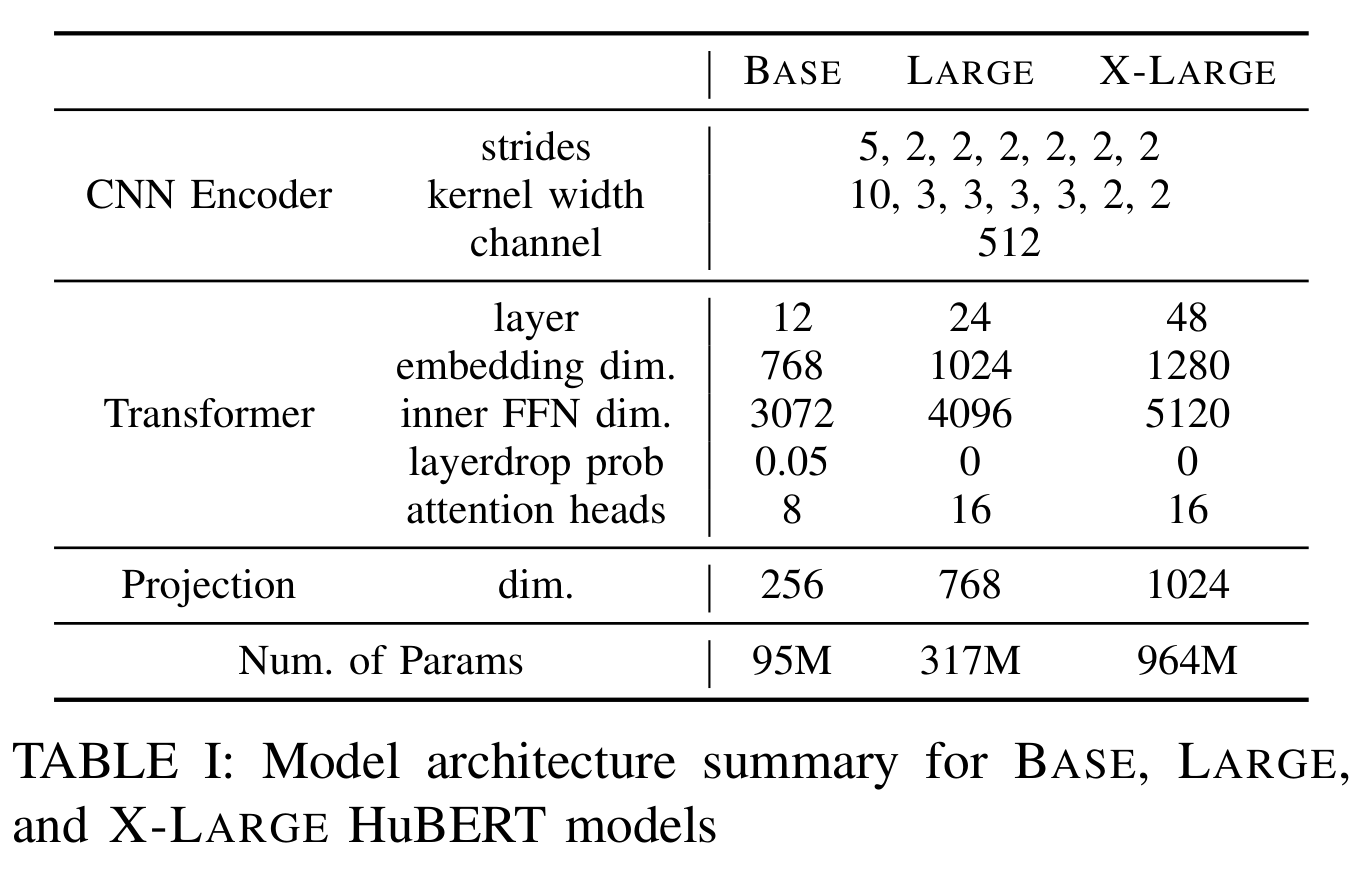 BASE LARGE X-LARGE
strides 5, 2, 2, 2, 2, 2, 2
CNN Encoder kernel width 10, 3, 3, 3, 3, 2, 2
channel 512
layer 12 24 48
embedding dim. 768 1024 1280
Transformer inner FFN dim. 3072 4096 5120
layerdrop prob 0.05 0 0
attention heads 8 16 16
Projection dim. 256 768 1024
Num. of Params 95M 317M 964M
TABLE I: Model architecture summary for BASE, LARGE,
and X-LARGE HuBERT models